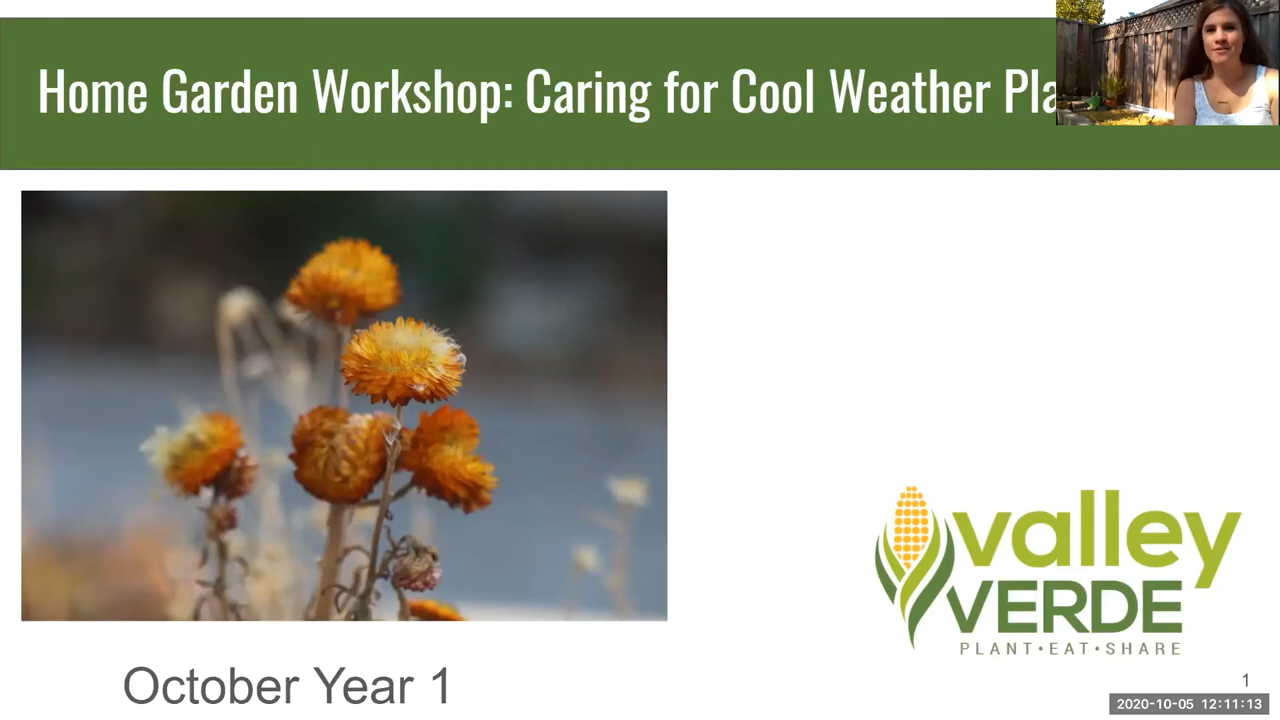 Home Garden Workshop: Caring for Cool Weather Pla
valley
VERDE
PLANT•EAT•SHARE
October Year 1
1
2020-10-05 12:11:13